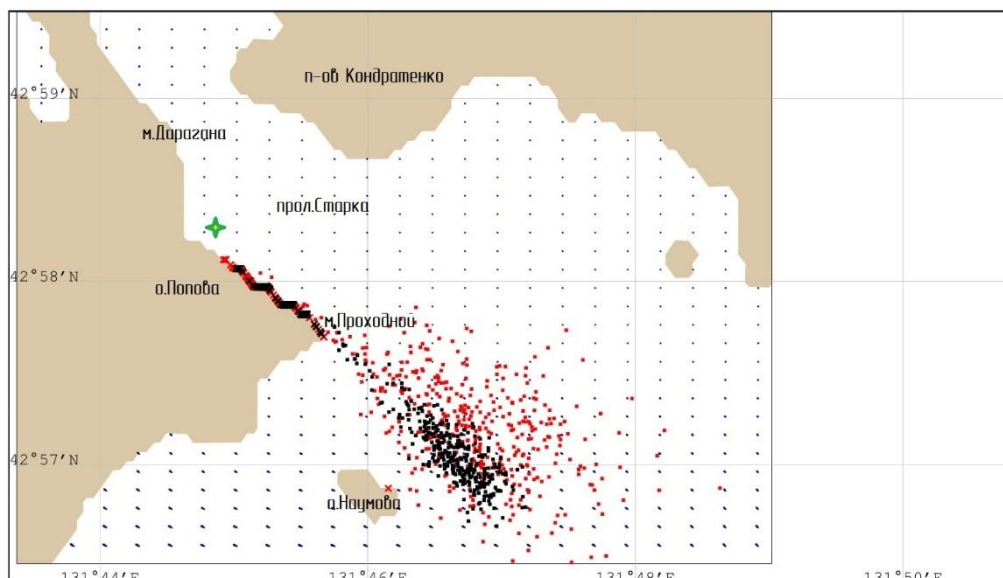 п-ов Кондратенко
42°59'N
м.Дарагана
прол.Старка
42°58'N
о.Попова
м.Проходной
42°57'N
о.Наумова
131°44'E 131°46'E 131°48'E 131°50'E